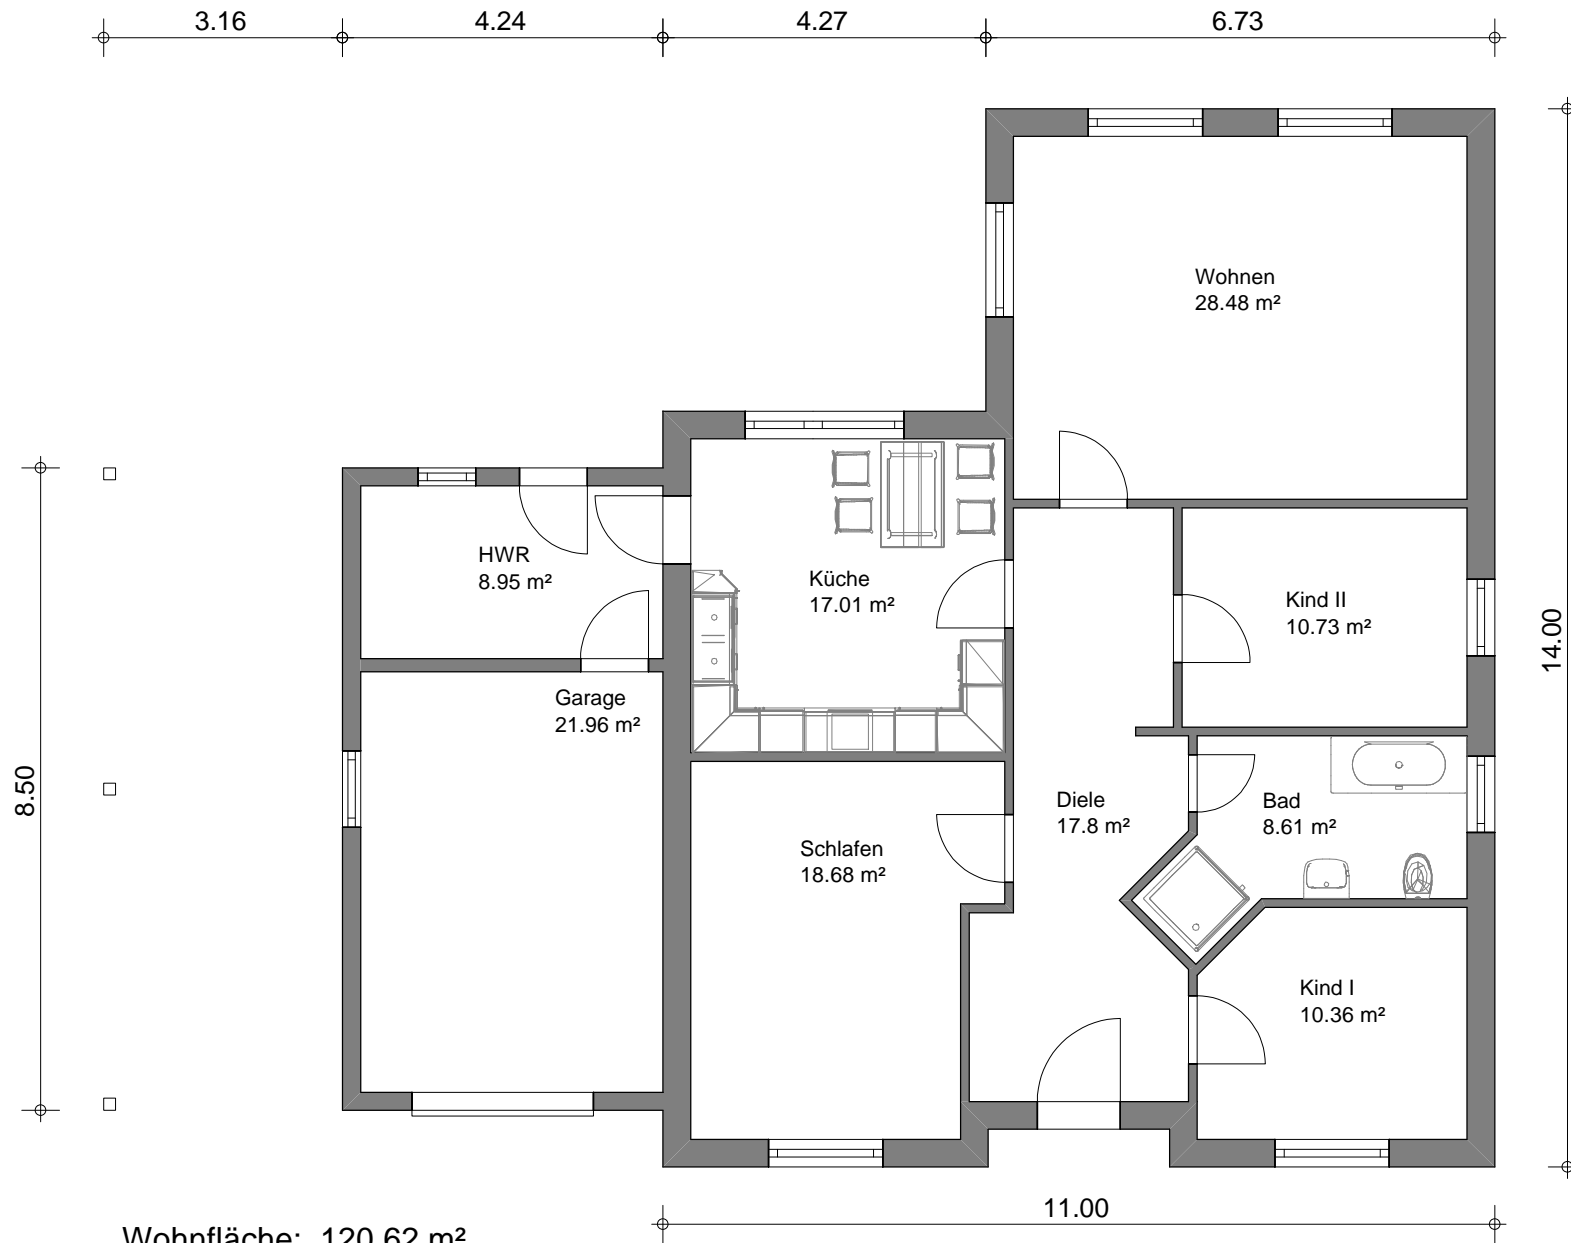 3.16 4.24 4.27 6.73
Wohnen
28.48 m²
HWR
8.95 m²
Küche
17.01 m²
Kind II
10.73 m²
14.00
Garage
21.96 m²
8.50
Diele
17.8 m²
Bad
8.61 m²
Schlafen
18.68 m²
Kind I
10.36 m²
11.00
Wohnfläche: 120.62 m²